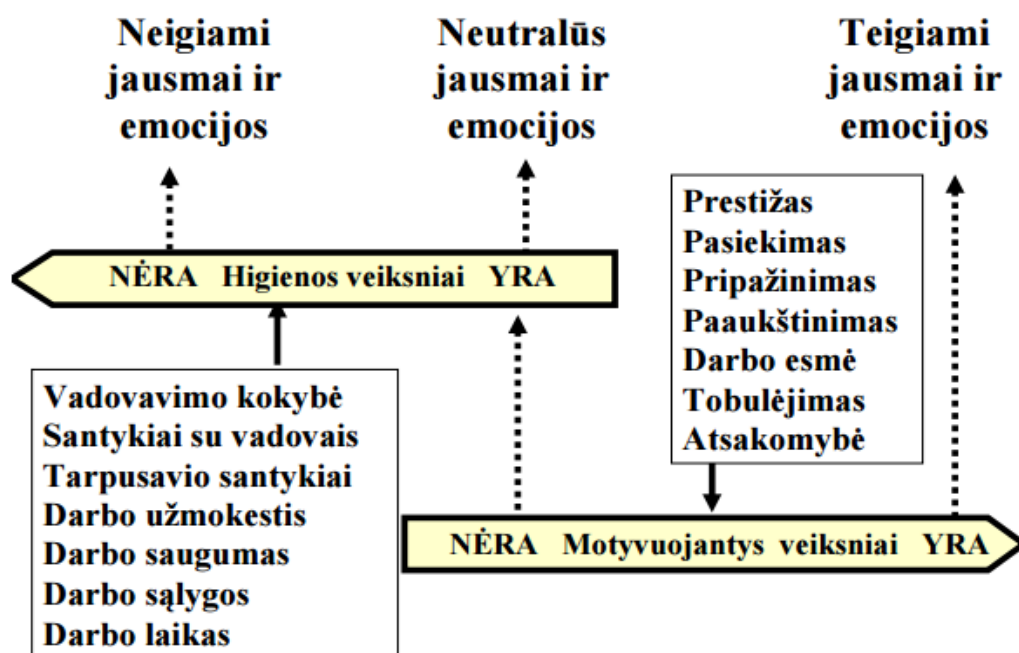 Neigiami
jausmai ir
emocijos
Neutralūs
jausmai ir
emocijos
Teigiami
jausmai ir
emocijos
Prestižas
Pasiekimas
Pripažinimas
Paaukštinimas
Darbo esmė
Tobulėjimas
Atsakomybė
NĖRA Higienos veiksniai YRA
Vadovavimo kokybė
Santykiai su vadovais
Tarpusavio santykiai
Darbo užmokestis
Darbo saugumas
Darbo sąlygos
Darbo laikas
NĖRA Motyvuojantys veiksniai YRA